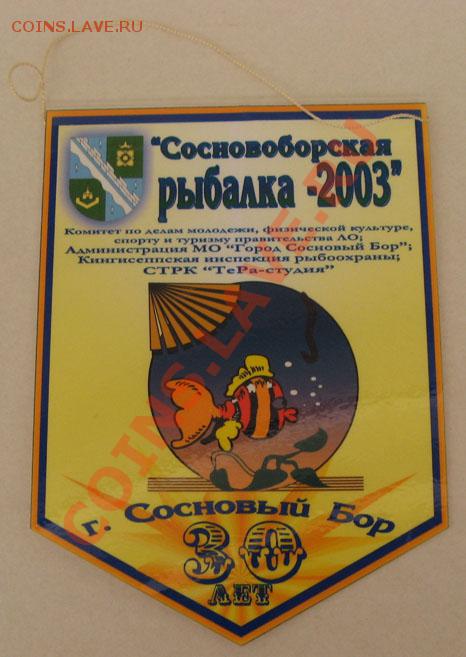 COINS.LAVE.RU
"Сосновоборская
рыбалка -2003"
Комитет по делам молодежи, физической культуре,
спорту и туризму правительства ЛО;
Администрация МО "Город Сосновый Бор";
Кингисеппская инспекция рыбоохраны;
СТРК "ТеРа-студия"
COINS.LAVE.RU
г. Сосновый Бор
30
ЛЕТ